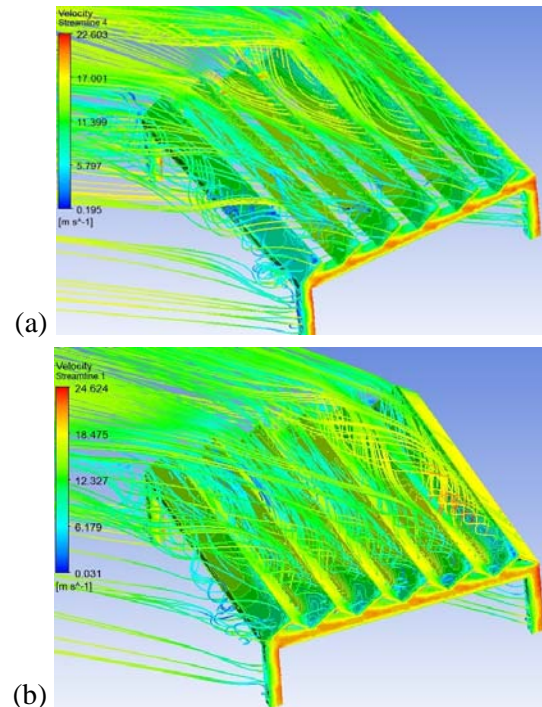 Velocity
Streamline 4
22.603
17.001
11.399
5.797
0.195
[m s^-1]
(a)
Velocity
Streamline 1
24.624
18.475
12.327
6.179
0.031
[m s^-1]
(b)